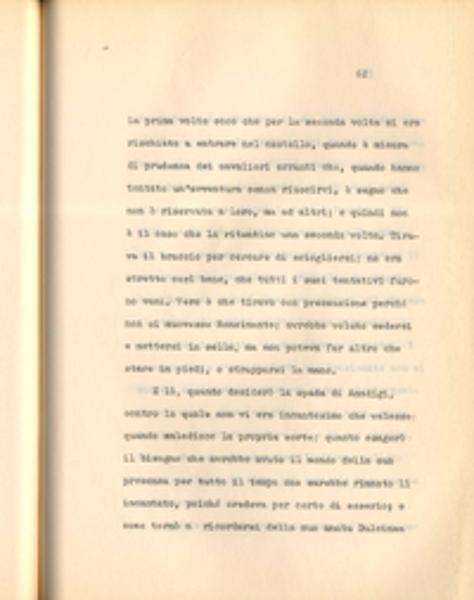 62
la prima volta ecco che per la seconda volta si era
rischiato a entrare nel castello, quando è misura
di prudenza dei cavalieri erranti che, quando hanno
tentato un'avventura senza riuscirvi, è segno che
non è riservata a loro, ma ad altri; e quindi non
è il caso che la ritentino una seconda volta. Tira-
va il braccio per cercare di sciogliersi; ma era
stretto così bene, che tutti i suoi tentativi furo-
no vani. Vero è che tirava con precauzione perché
non si movesse Ronzinante; avrebbe voluto sedersi
e mettersi in sella, ma non poteva far altro che
stare in piedi, o strapparsi la mano.
E lì, quando desiderò la spada di Amadigi,
contro la quale non vi era incantesimo che valesse;
quando maledisse la propria sorte; quanto esagerò
il bisogno che avrebbe avuto il mondo della sua
presenza per tutto il tempo che sarebbe rimasto lì
incantato, poiché credeva per certo di esserlo; e
come tornò a ricordarsi della sua amata Dulcinea